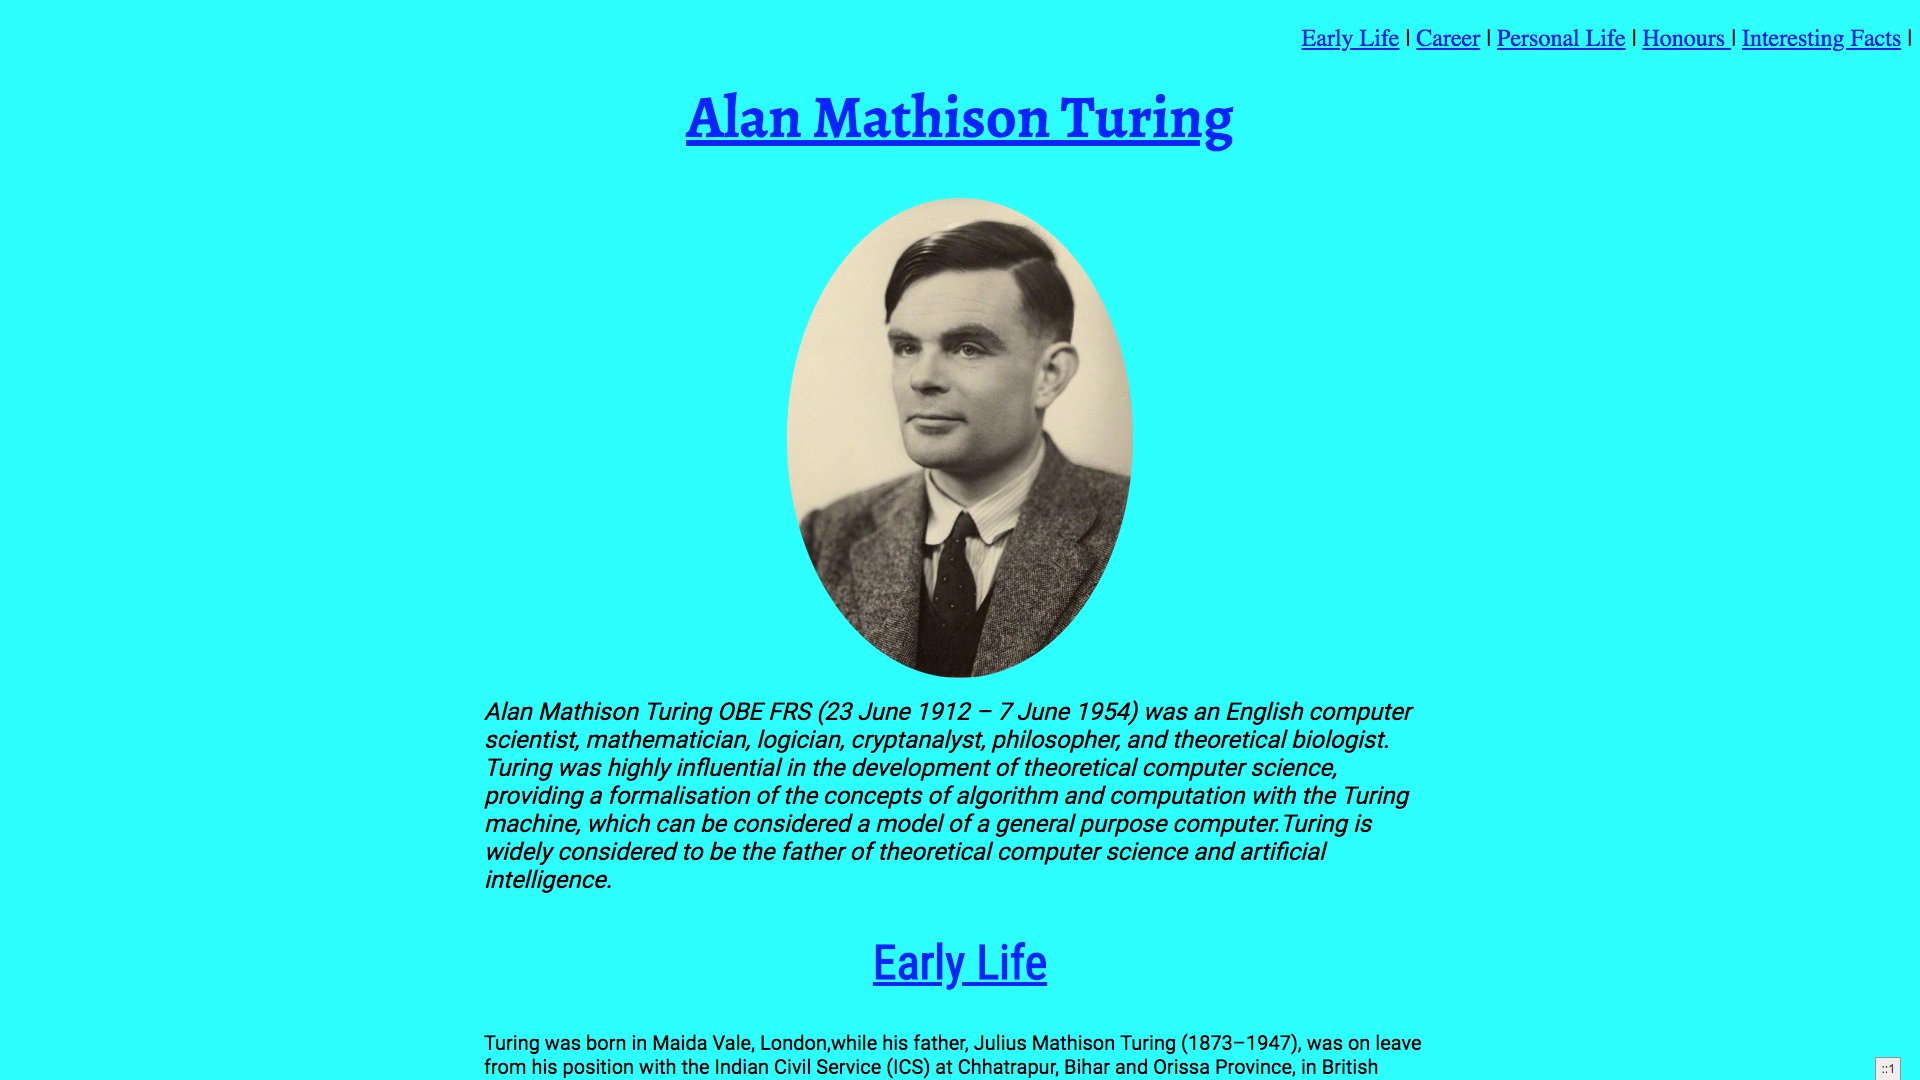 Early Life | Career | Personal Life | Honours | Interesting Facts |
Alan Mathison Turing
Alan Mathison Turing OBE FRS (23 June 1912 – 7 June 1954) was an English computer
scientist, mathematician, logician, cryptanalyst, philosopher, and theoretical biologist.
Turing was highly influential in the development of theoretical computer science,
providing a formalisation of the concepts of algorithm and computation with the Turing
machine, which can be considered a model of a general purpose computer.Turing is
widely considered to be the father of theoretical computer science and artificial
intelligence.
Early Life
Turing was born in Maida Vale, London,while his father, Julius Mathison Turing (1873–1947), was on leave
from his position with the Indian Civil Service (ICS) at Chhatrapur, Bihar and Orissa Province, in British
::1